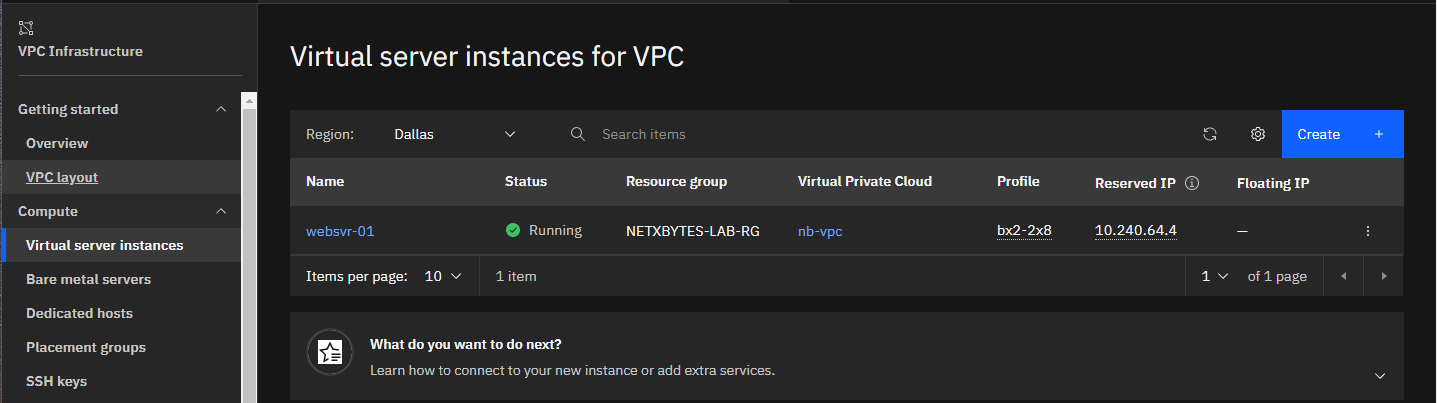 VPC Infrastructure
Getting started
Overview
VPC layout
Compute
Virtual server instances
Bare metal servers
Dedicated hosts
Placement groups
SSH keys
Virtual server instances for VPC
Region: Dallas Search items Create +
Name Status Resource group Virtual Private Cloud Profile Reserved IP Floating IP
websvr-01 Running NETXBYTES-LAB-RG nb-vpc bx2-2x8 10.240.64.4 –
Items per page: 10 1 item 1 of 1 page
What do you want to do next?
Learn how to connect to your new instance or add extra services.